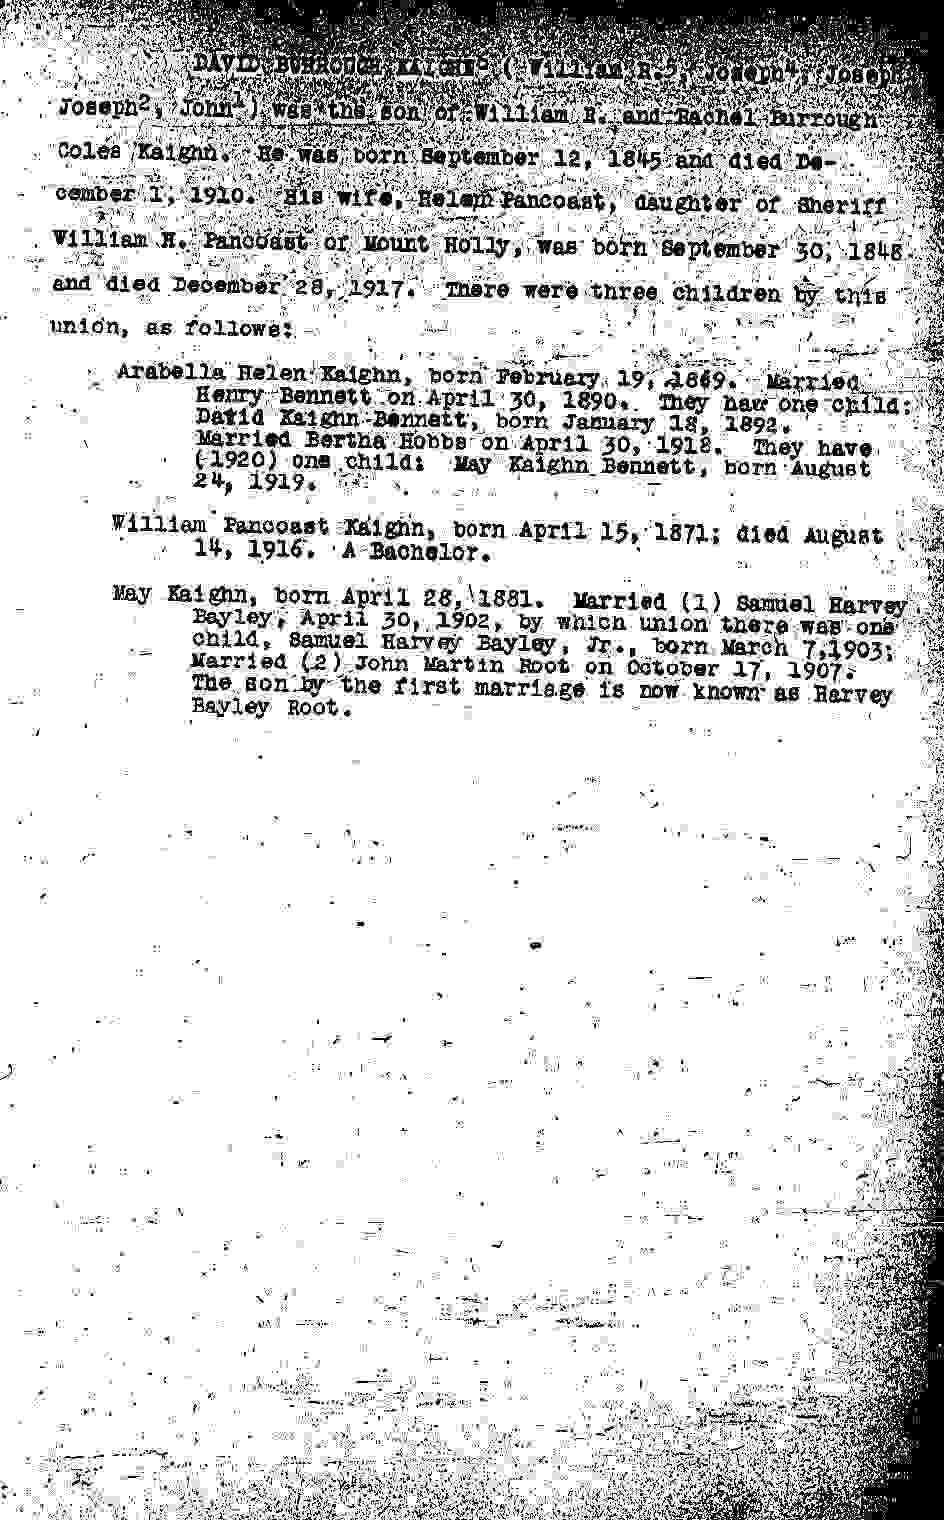 DAVID BURROUGH KAIGHN⁶ ( William R.⁵, Joseph⁴, Joseph³
Joseph², John¹) was the son of William R. and Rachel Burrough
Coles Kaighn. He was born September 12, 1845 and died De-
cember 1, 1910. His wife, Helen Pancoast, daughter of Sheriff
William H. Pancoast of Mount Holly, was born September 30, 1848
and died December 28, 1917. There were three children by this
union, as follows:
Arabella Helen Kaighn, born February 19, 1869. Married
Henry Bennett on April 30, 1890. They have one child:
David Kaighn Bennett, born January 18, 1892.
Married Bertha Hobbs on April 30, 1918. They have
(1920) one child: May Kaighn Bennett, born August
24, 1919.
William Pancoast Kaighn, born April 15, 1871; died August
14, 1916. A Bachelor.
May Kaighn, born April 28, 1881. Married (1) Samuel Harvey
Bayley, April 30, 1902, by which union there was one
child, Samuel Harvey Bayley, Jr., born March 7,1903;
Married (2) John Martin Root on October 17, 1907.
The son by the first marriage is now known as Harvey
Bayley Root.